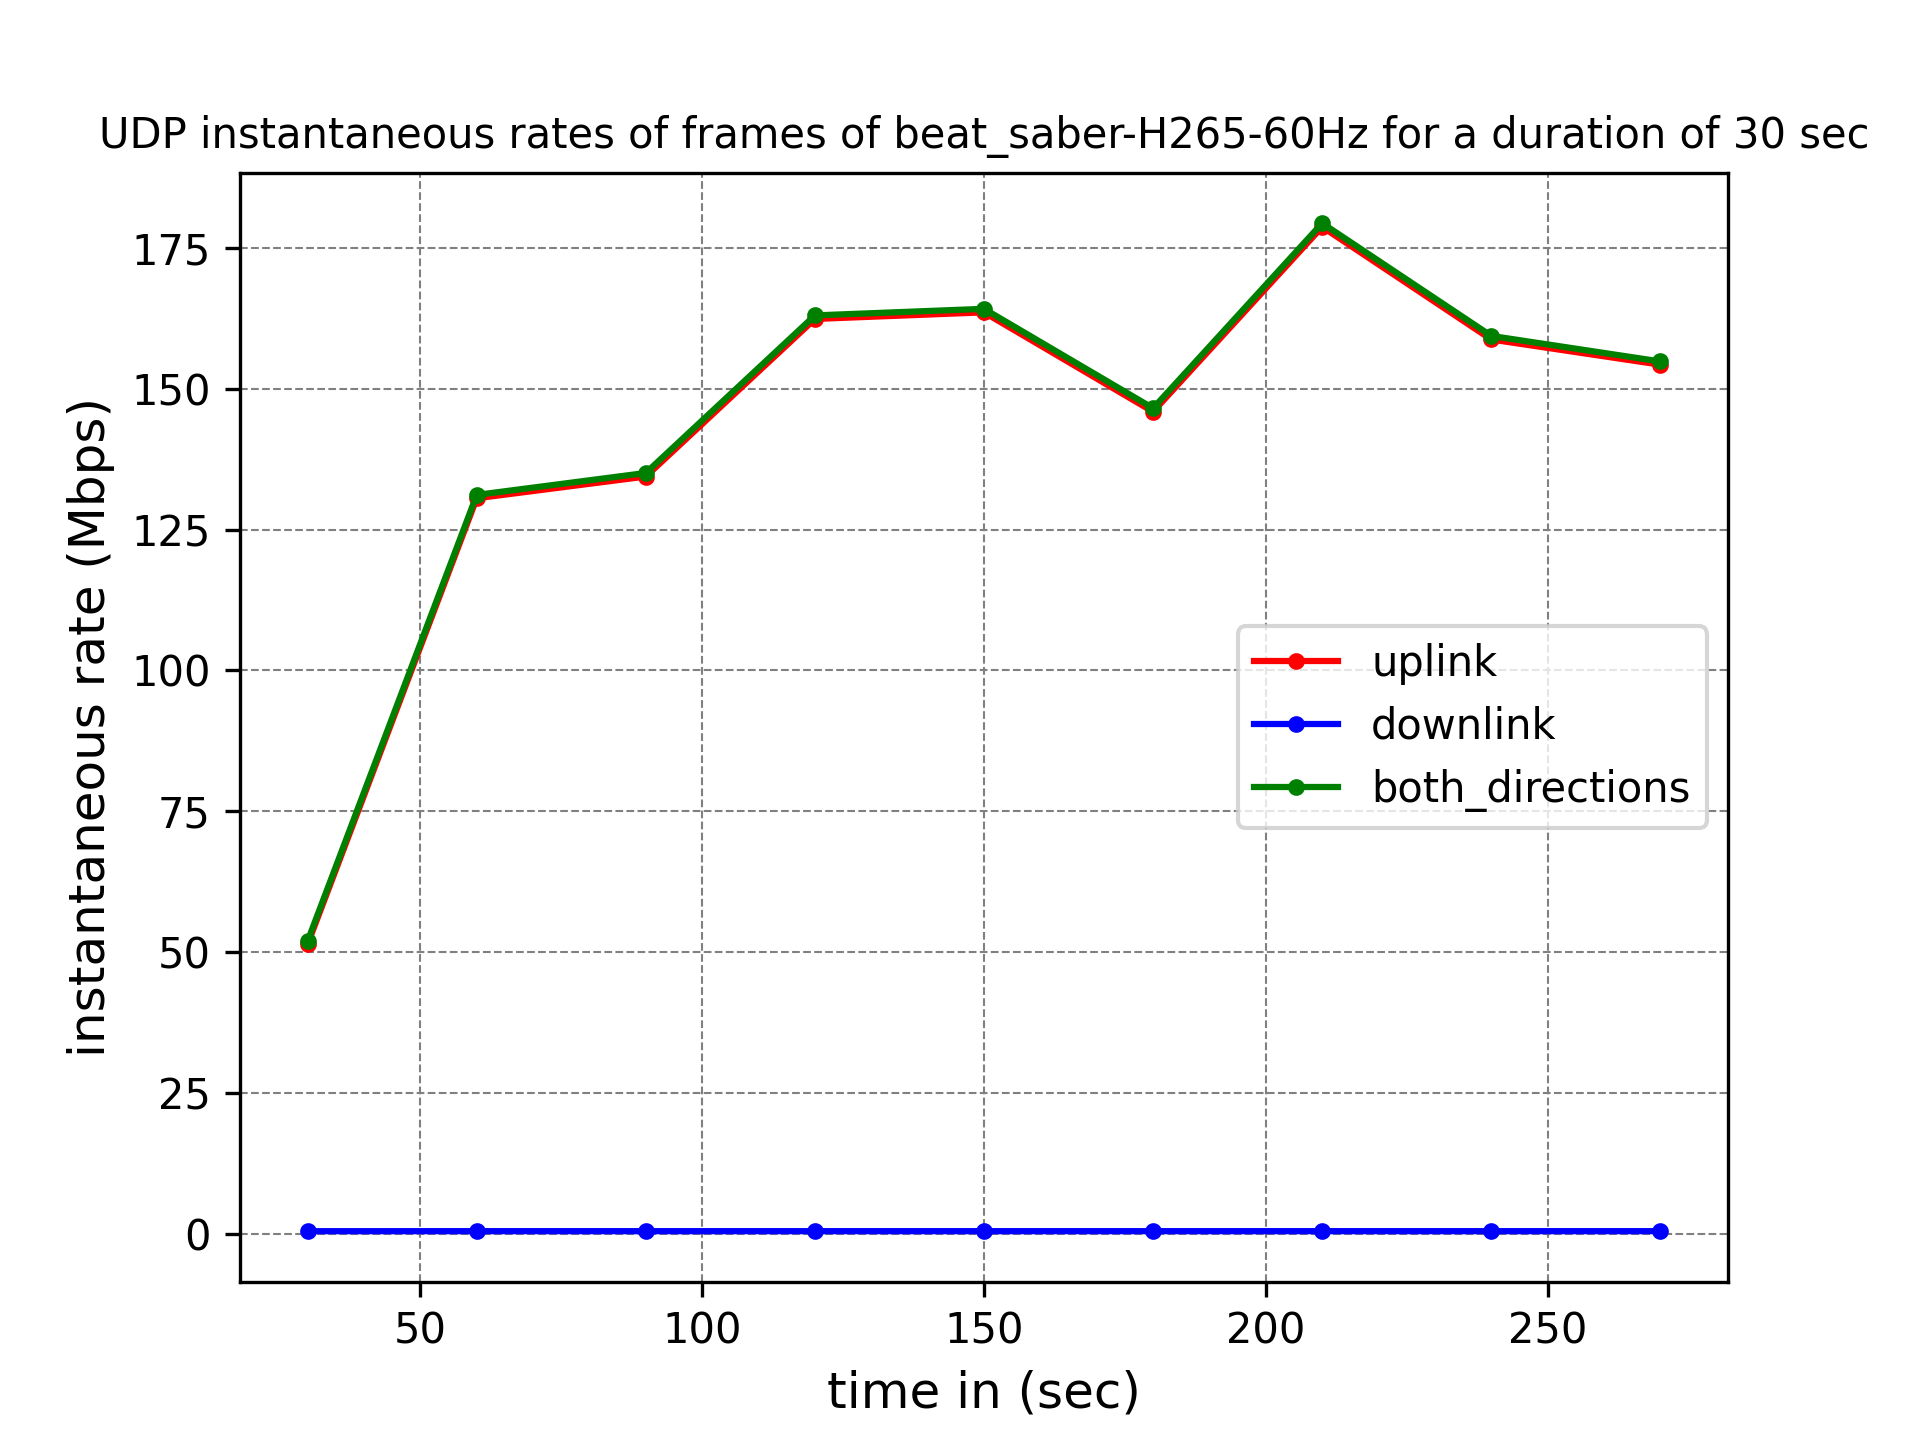 UDP instantaneous rates of frames of beat_saber-H265-60Hz for a duration of 30 sec
instantaneous rate (Mbps)
175
150
125
100
75
50
25
0
uplink
downlink
both_directions
50 100 150 200 250
time in (sec)